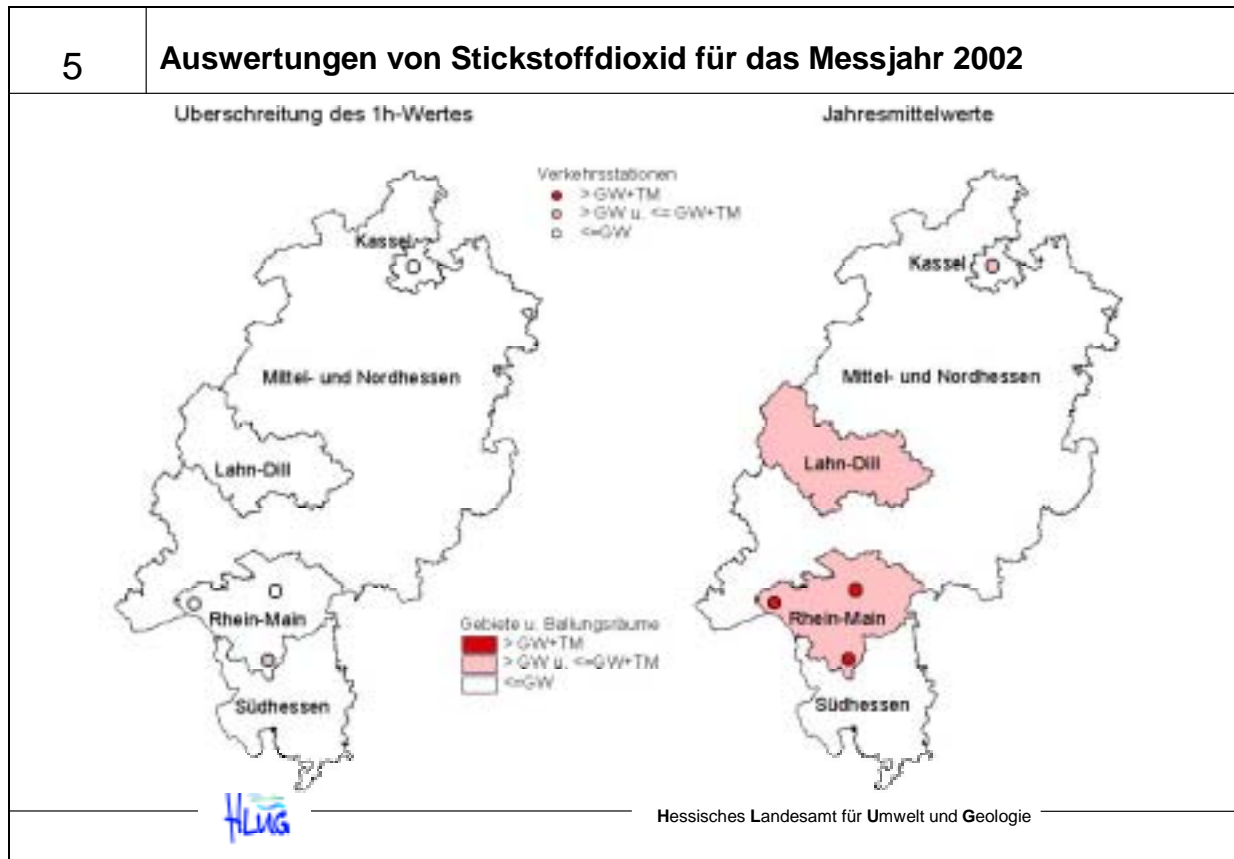 5
Auswertungen von Stickstoffdioxid für das Messjahr 2002
Uberschreitung des 1h-Wertes
Jahresmittelwerte
Verkehrsstationen
> GW+TM
> GW u. <= GW+TM
<=GW
Kassel
Mittel- und Nordhessen
Lahn-Dill
Rhein-Main
Südhessen
Gebiete u. Ballungsräume
> GW+TM
> GW u. <=GW+TM
<=GW
Kassel
Mittel- und Nordhessen
Lahn-Dill
Rhein-Main
Südhessen
HLUG
Hessisches Landesamt für Umwelt und Geologie